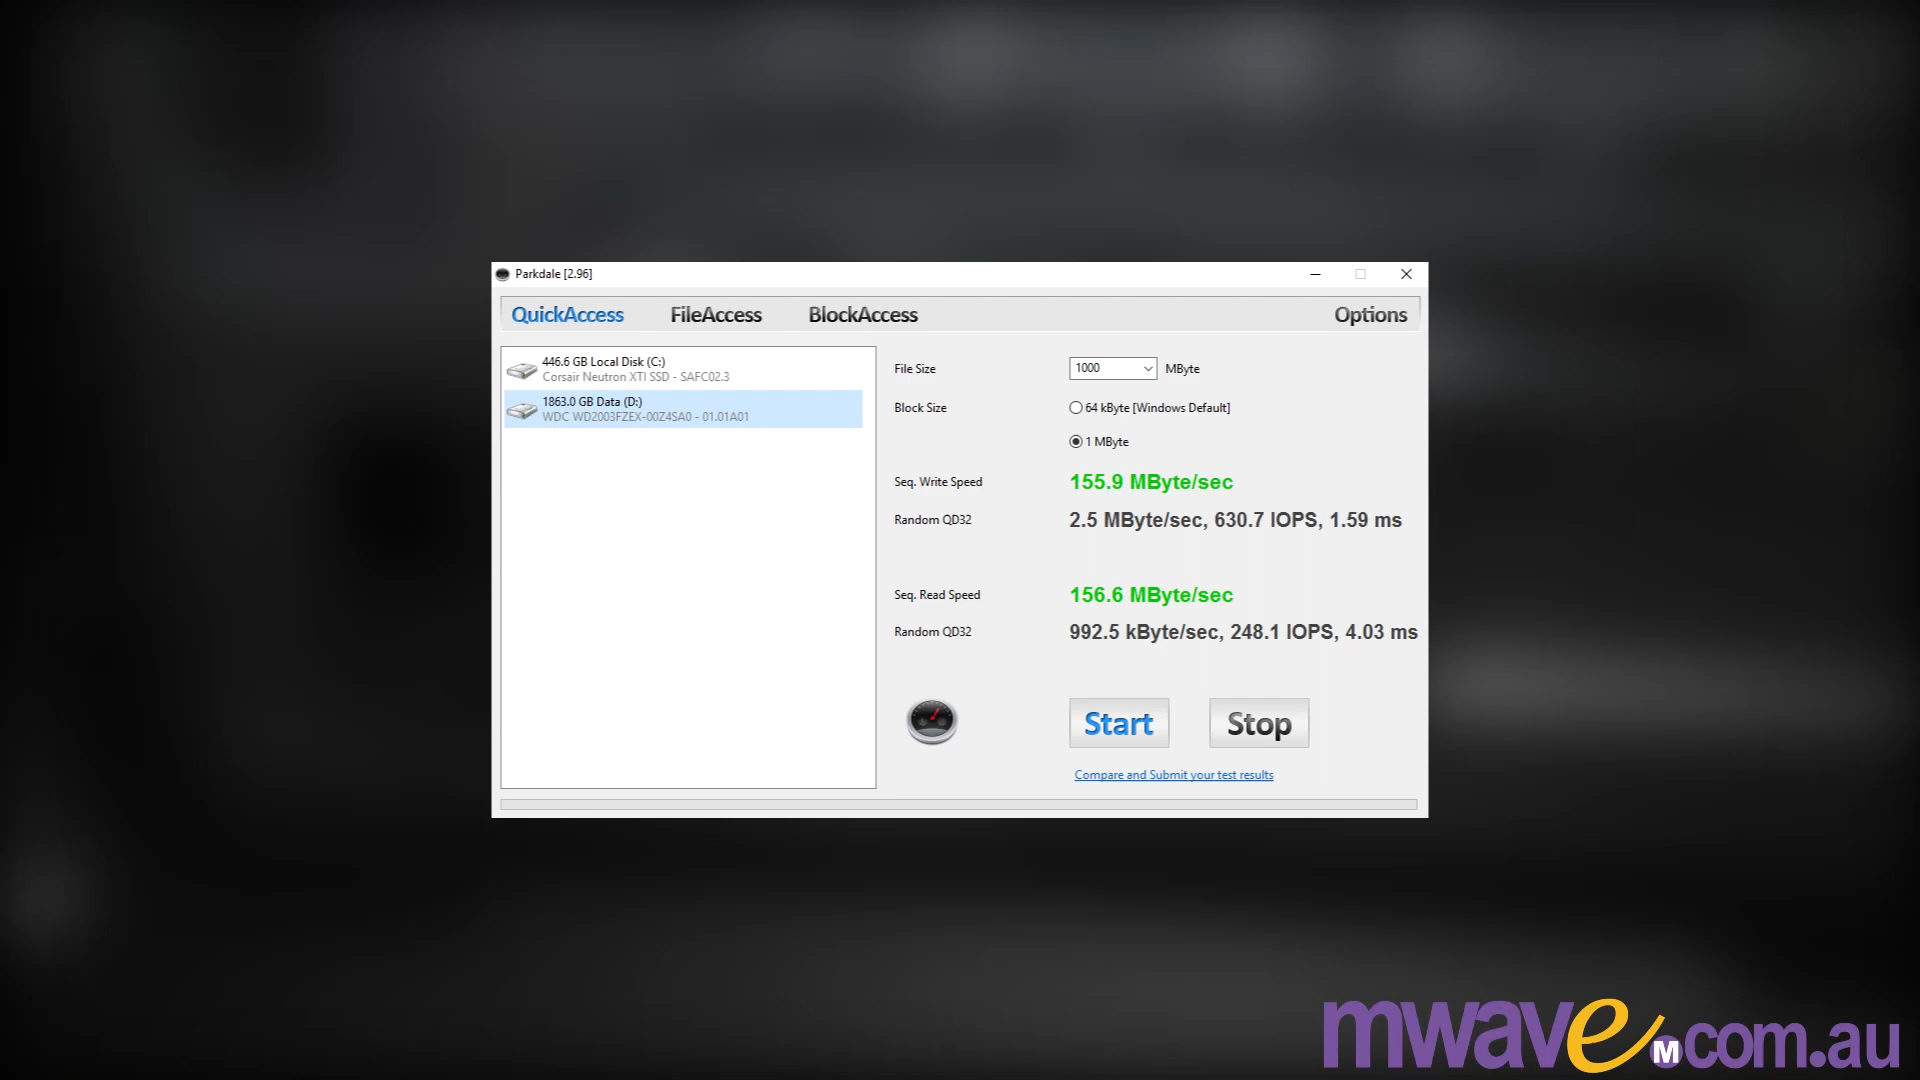 Parkdale [2.96]
QuickAccess FileAccess BlockAccess Options
446.6 GB Local Disk (C:)
Corsair Neutron XTI SSD - SAFC02.3
1863.0 GB Data (D:)
WDC WD2003FZEX-00Z4SA0 - 01.01A01
File Size 1000 MByte
Block Size 64 kByte [Windows Default]
1 MByte
Seq. Write Speed 155.9 MByte/sec
Random QD32 2.5 MByte/sec, 630.7 IOPS, 1.59 ms
Seq. Read Speed 156.6 MByte/sec
Random QD32 992.5 kByte/sec, 248.1 IOPS, 4.03 ms
Start Stop
Compare and Submit your test results
mwave M com.au